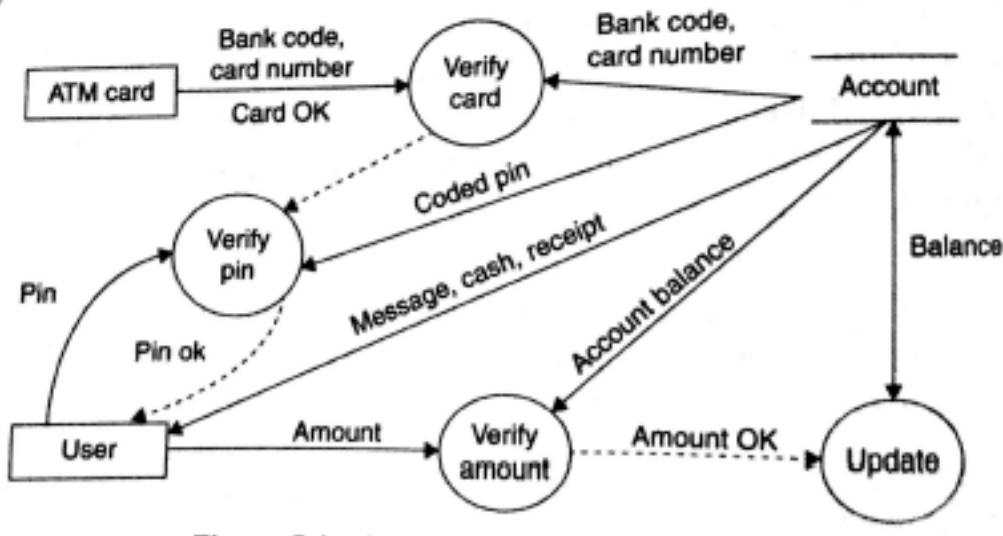 Bank code,
card number
Card OK
ATM card
Verify
card
Bank code,
card number
Account
Coded pin
Verify
pin
Message, cash, receipt
Account balance
Balance
Pin
Pin ok
User
Amount
Verify
amount
Amount OK
Update